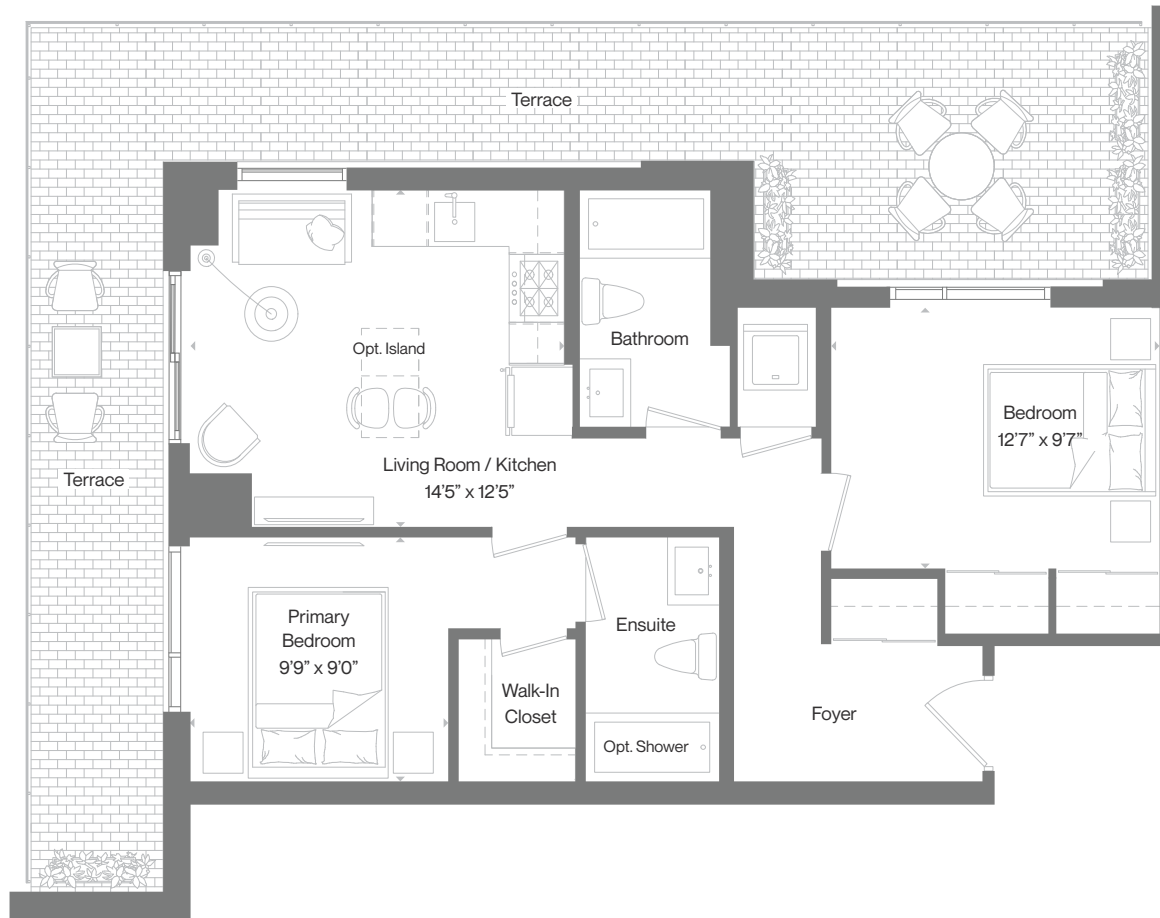 Terrace
Opt. Island
Bathroom
Bedroom
12'7" x 9'7"
Living Room / Kitchen
14'5" x 12'5"
Terrace
Primary
Bedroom
9'9" x 9'0"
Ensuite
Walk-In
Closet
Foyer
Opt. Shower